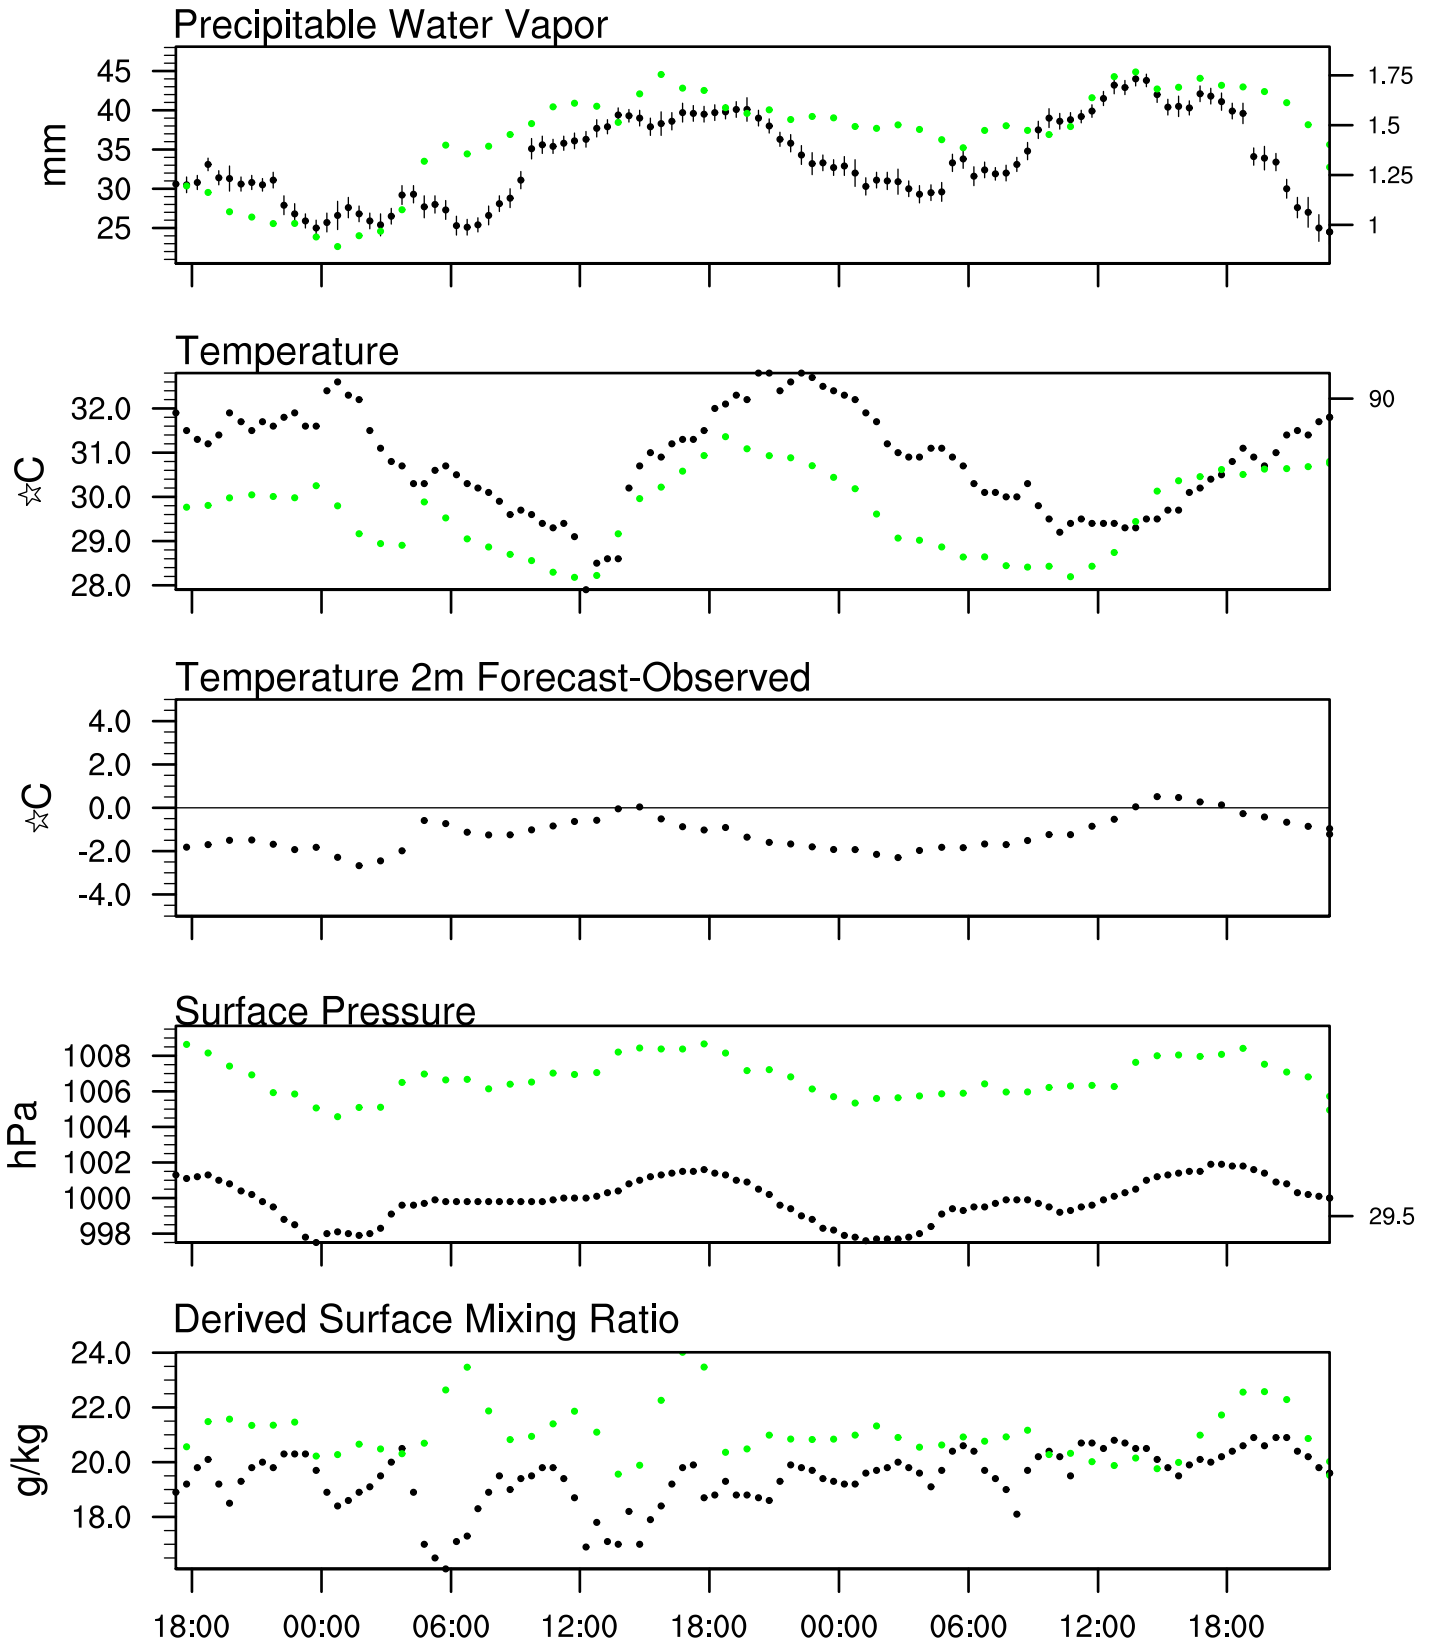 Precipitable Water Vapor
45
40
35
30
25
mm
1.75
1.5
1.25
1
Temperature
32.0
31.0
30.0
29.0
28.0
☆C
90
Temperature 2m Forecast-Observed
4.0
2.0
0.0
-2.0
-4.0
☆C
Surface Pressure
1008
1006
1004
1002
1000
998
hPa
29.5
Derived Surface Mixing Ratio
24.0
22.0
20.0
18.0
g/kg
18:00 00:00 06:00 12:00 18:00 00:00 06:00 12:00 18:00